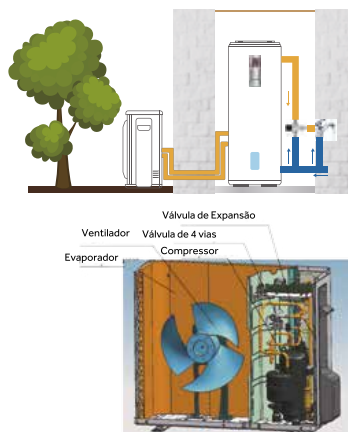 Válvula de Expansão
Ventilador Válvula de 4 vias
Evaporador Compressor